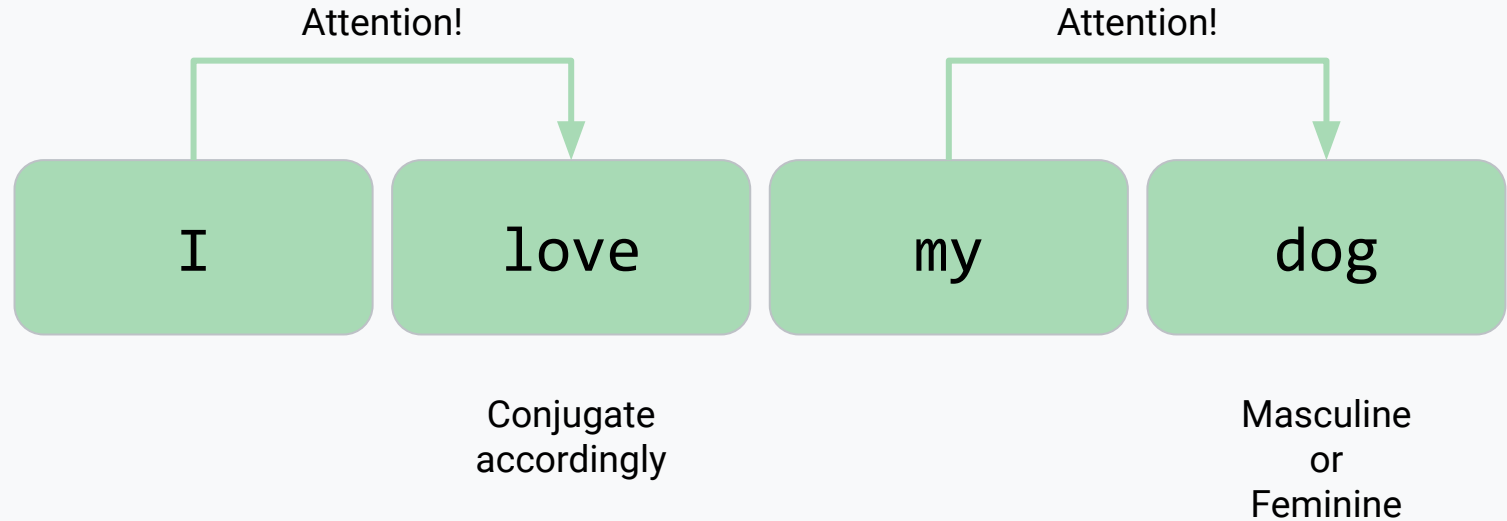 Attention!
Attention!
I
love
my
dog
Conjugate
accordingly
Masculine
or
Feminine